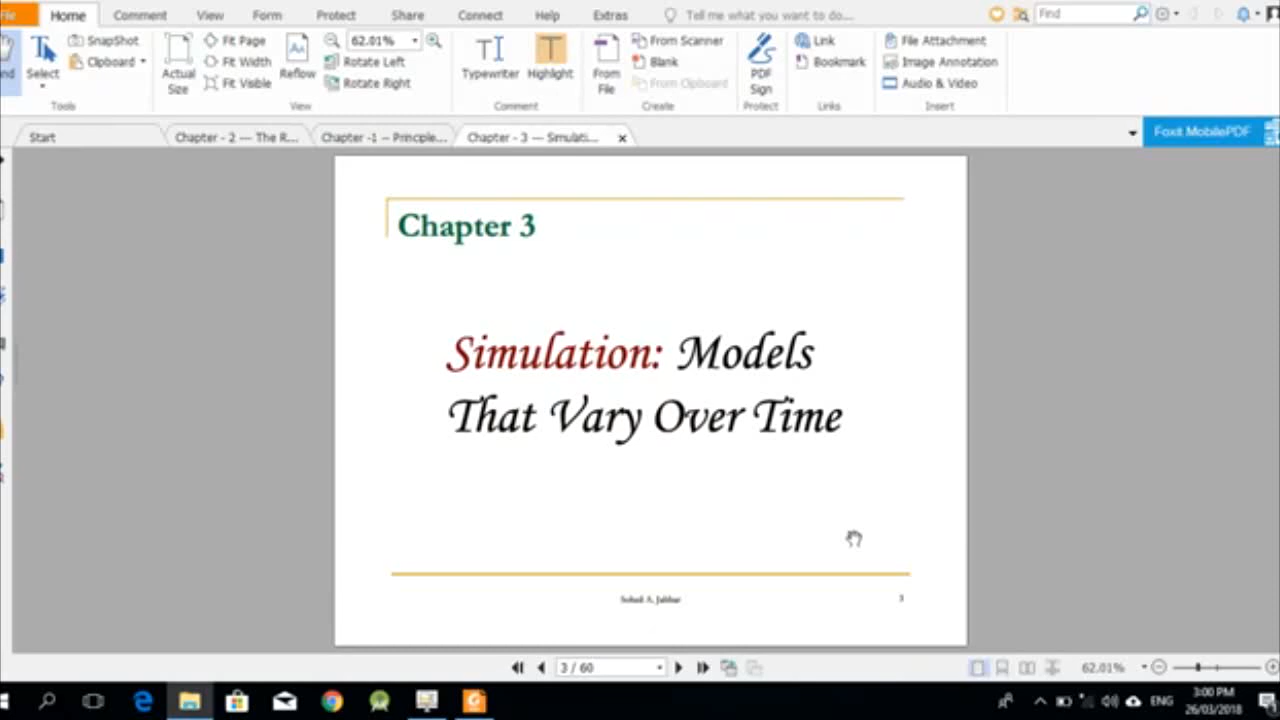 File Home Comment View Form Protect Share Connect Help Extras Tell me what you want to do... Find
SnapShot
Clipboard
Select
Tools
Actual
Size
Fit Page
Fit Width
Fit Visible
Reflow
62.01%
Rotate Left
Rotate Right
View
Typewriter
Highlight
Comment
From
File
From Scanner
Blank
From Clipboard
Create
PDF
Sign
Protect
Link
Bookmark
Links
File Attachment
Image Annotation
Audio & Video
Insert
Start Chapter - 2 --- The R... Chapter -1 -- Principle... Chapter - 3 --- Simulati... Foxit MobilePDF
Chapter 3
Simulation: Models
That Vary Over Time
Sohail A. Jabbar 3
3 / 60 62.01%
ENG 3:00 PM
26/03/2018